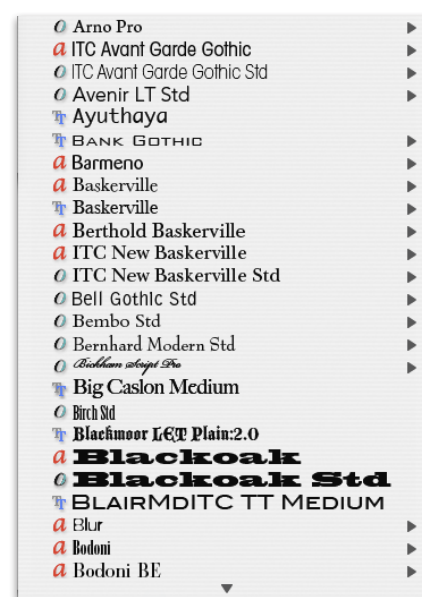 Arno Pro
ITC Avant Garde Gothic
ITC Avant Garde Gothic Std
Avenir LT Std
Ayuthaya
Bank Gothic
Barmeno
Baskerville
Baskerville
Berthold Baskerville
ITC New Baskerville
ITC New Baskerville Std
Bell Gothic Std
Bembo Std
Bernhard Modern Std
Bickham Script Pro
Big Caslon Medium
Birch Std
Blackmoor LET Plain:2.0
Blackoak
Blackoak Std
BlairMdITC TT Medium
Blur
Bodoni
Bodoni BE